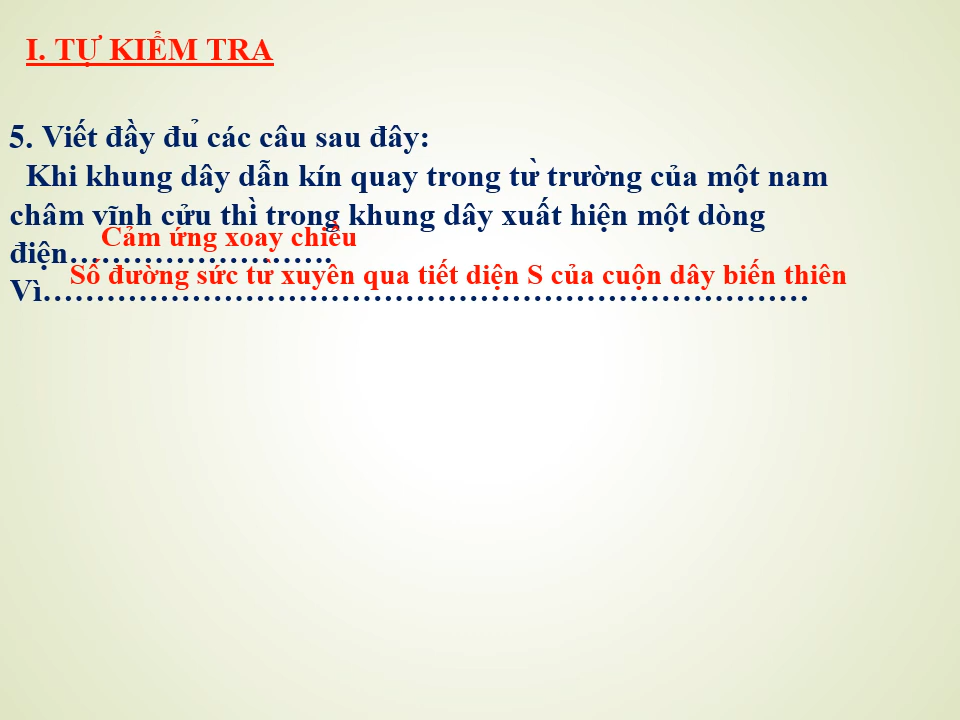 I. TỰ KIỂM TRA
5. Viết đầy đủ các câu sau đây:
Khi khung dây dẫn kín quay trong từ trường của một nam
châm vĩnh cửu thì trong khung dây xuất hiện một dòng
Cảm ứng xoay chiều
điện…………………….
Số đường sức từ xuyên qua tiết diện S của cuộn dây biến thiên
Vì………………………………………………………………